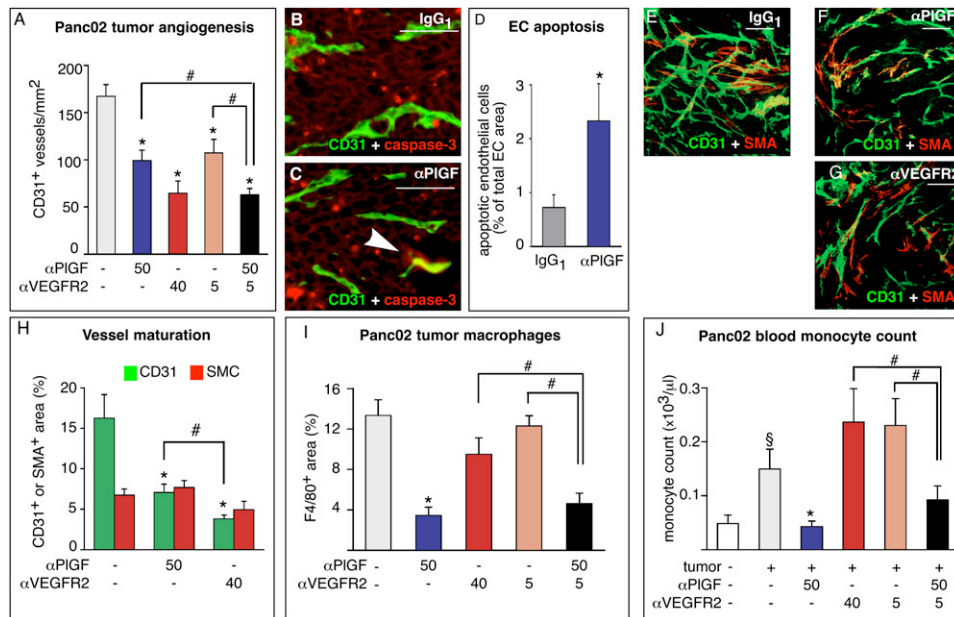 A
Panc02 tumor angiogenesis
CD31+ vessels/mm2
200
150
100
50
0
#
#
*
*
*
*
αPlGF - 50 - - 50
αVEGFR2 - - 40 5 5
B
IgG1
CD31 + caspase-3
C
αPlGF
CD31 + caspase-3
D
EC apoptosis
apoptotic endothelial cells
(% of total EC area)
3
2
1
0
*
IgG1 αPlGF
E
IgG1
CD31 + SMA
F
αPlGF
CD31 + SMA
G
αVEGFR2
CD31 + SMA
H
Vessel maturation
CD31 SMC
CD31+ or SMA+ area (%)
20
15
10
5
0
#
*
*
αPlGF - 50 -
αVEGFR2 - - 40
I
Panc02 tumor macrophages
F4/80+ area (%)
16
12
8
4
0
#
#
*
αPlGF - 50 - - 50
αVEGFR2 - - 40 5 5
J
Panc02 blood monocyte count
monocyte count (x103/µl)
0.3
0.2
0.1
0
#
#
§
*
tumor - + + + + +
αPlGF - - 50 - - 50
αVEGFR2 - - - 40 5 5